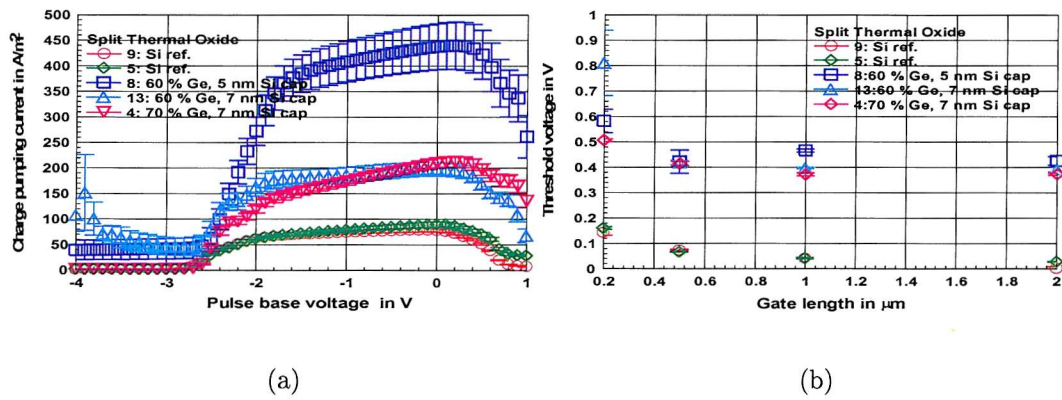 Split Thermal Oxide
9: Si ref.
5: Si ref.
8: 60 % Ge, 5 nm Si cap
13: 60 % Ge, 7 nm Si cap
4: 70 % Ge, 7 nm Si cap
Charge pumping current in A/m²
500
450
400
350
300
250
200
150
100
50
0
-4 -3 -2 -1 0 1
Pulse base voltage in V
(a)
Split Thermal Oxide
9: Si ref.
5: Si ref.
8:60 % Ge, 5 nm Si cap
13:60 % Ge, 7 nm Si cap
4:70 % Ge, 7 nm Si cap
Threshold voltage in V
1
0.9
0.8
0.7
0.6
0.5
0.4
0.3
0.2
0.1
0
0.2 0.4 0.6 0.8 1.0 1.2 1.4 1.6 1.8 2
Gate length in µm
(b)